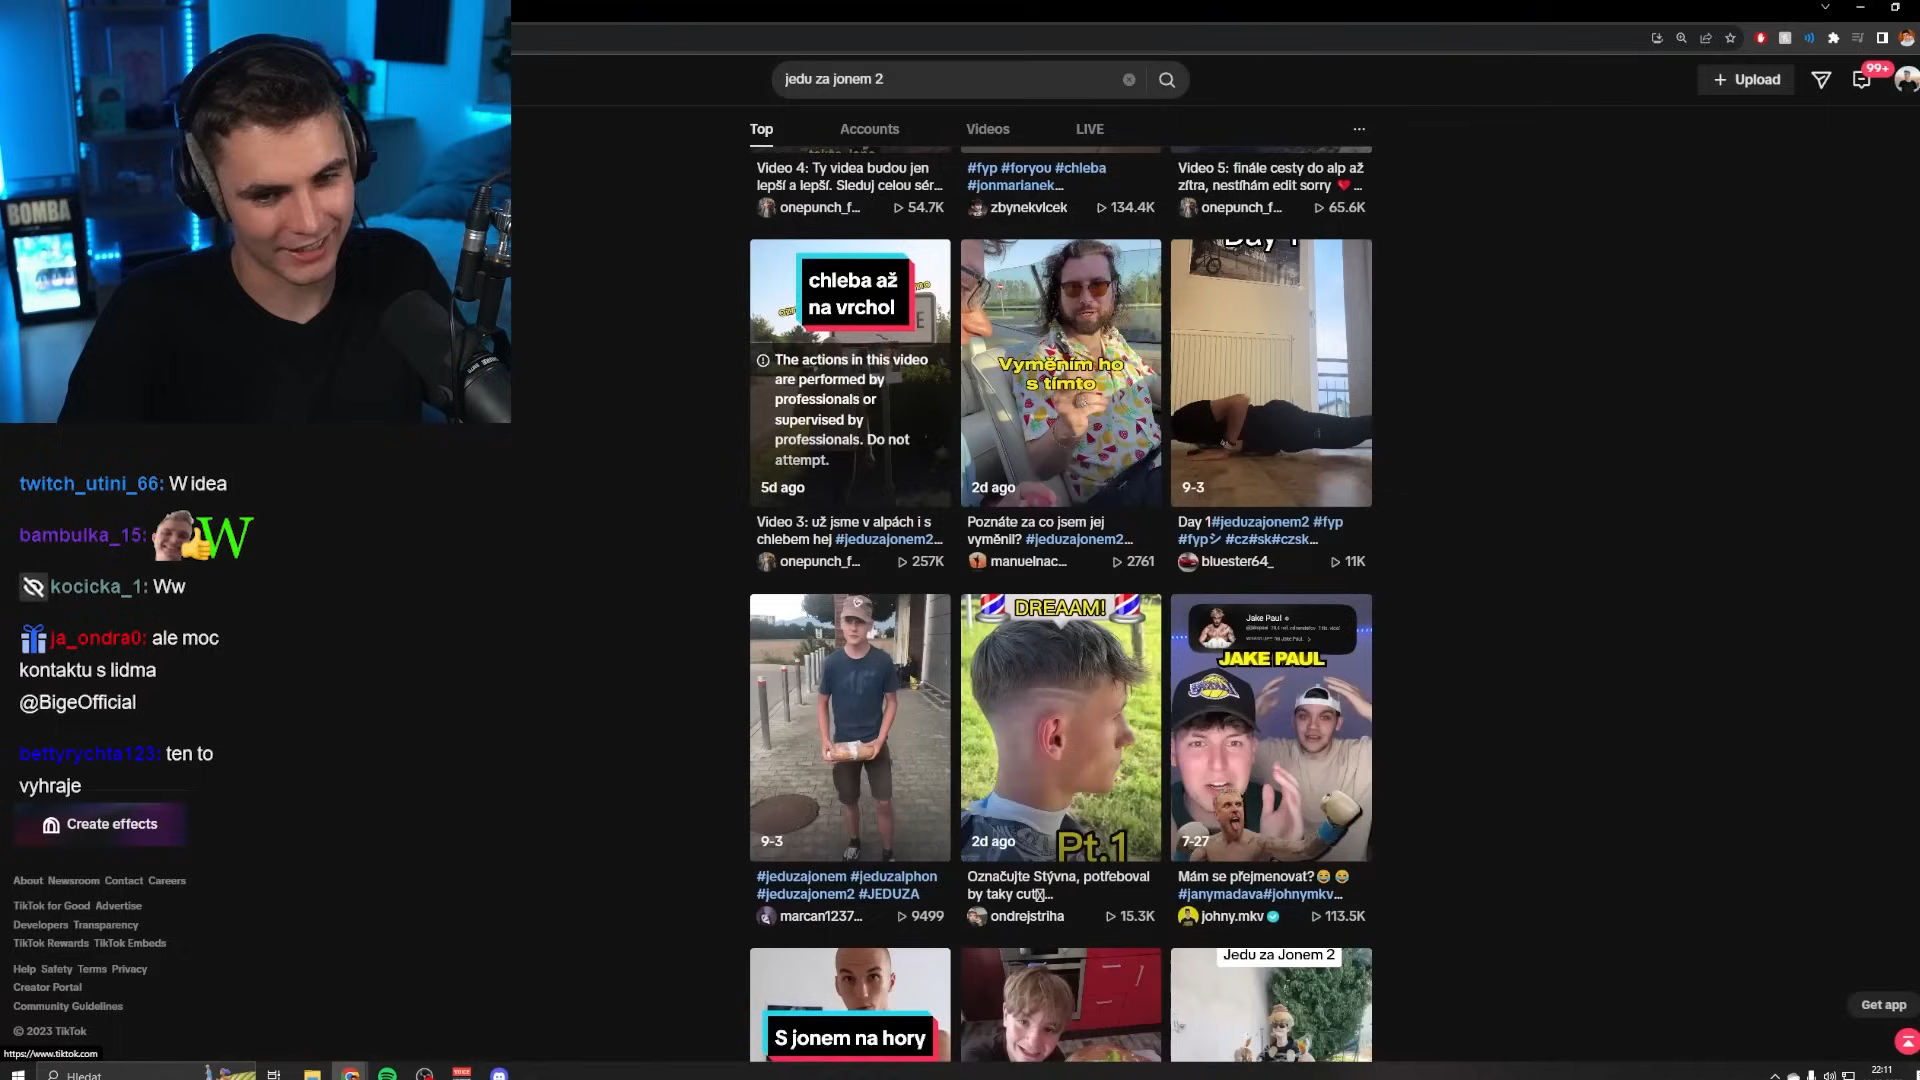 BOMBA
twitch_utini_66: W idea
bambulka_15:
W
kocicka_1: Ww
ja_ondra0: ale moc
kontaktu s lidma
@BigeOfficial
bettyrychta123: ten to
vyhraje
Create effects
About Newsroom Contact Careers
TikTok for Good Advertise
Developers Transparency
TikTok Rewards TikTok Embeds
Help Safety Terms Privacy
Creator Portal
Community Guidelines
© 2023 TikTok
https://www.tiktok.com
Hledat
jedu za jonem 2
Upload
99+
Top Accounts Videos LIVE
Video 4: Ty videa budou jen
lepší a lepší. Sleduj celou sér...
onepunch_f... 54.7K
#fyp #foryou #chleba
#jonmarianek...
zbynekvlcek 134.4K
Video 5: finále cesty do alp až
zítra, nestíhám edit sorry ❤️ ...
onepunch_f... 65.6K
chleba až
na vrchol
The actions in this video
are performed by
professionals or
supervised by
professionals. Do not
attempt.
5d ago
Video 3: už jsme v alpách i s
chlebem hej #jeduzajonem2...
onepunch_f... 257K
Vyměním ho
s tímto
2d ago
Poznáte za co jsem jej
vyměnil? #jeduzajonem2...
manuelnac... 2761
Day 1
9-3
Day 1#jeduzajonem2 #fyp
#fypシ #cz#sk#czsk...
bluester64_ 11K
9-3
#jeduzajonem #jeduzalphon
#jeduzajonem2 #JEDUZA
marcan1237... 9499
DREAAM!
Pt.1
2d ago
Označujte Stývna, potřeboval
by taky cut...
ondrejstriha 15.3K
Jake Paul
JAKE PAUL
7-27
Mám se přejmenovat?😂 😂
#janymadava#johnymkv...
johny.mkv 113.5K
S jonem na hory
Jedu za Jonem 2
Get app
22:11